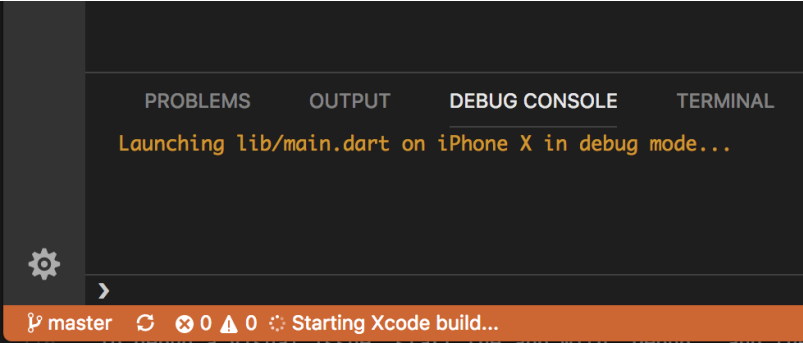 PROBLEMS OUTPUT DEBUG CONSOLE TERMINAL
Launching lib/main.dart on iPhone X in debug mode...
❯
master 0 0 Starting Xcode build...